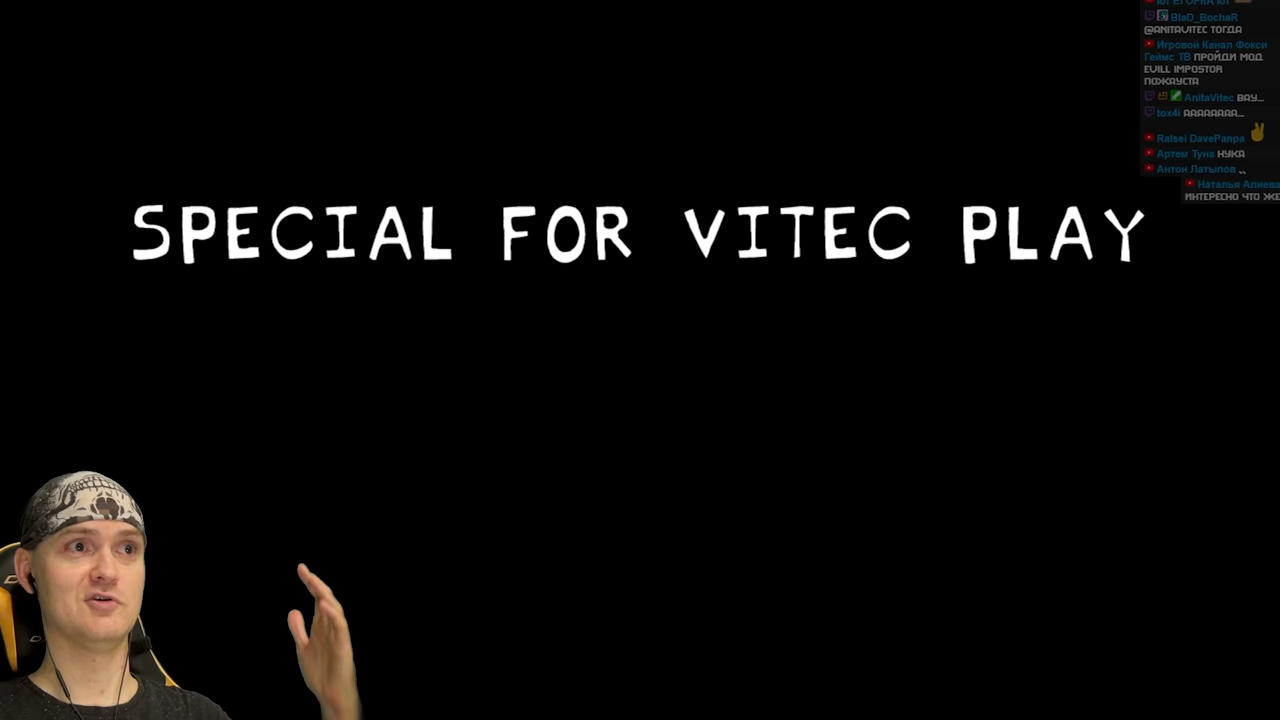 SPECIAL FOR VITEC PLAY
BlaD_BochaR
@ANITAVITEC ТОГДА
Игровой Канал Фокси
Геймс ТВ ПРОЙДИ МОД
EVILL IMPOSTOR
ПОЖАУСТА
AnitaVitec ВАУ...
tox4i АААААААА...
Ralsei DavePanpa
Артем Туна НУКА
Антон Латыпов
Наталья Алиева
ИНТЕРЕСНО ЧТО ЖЕ